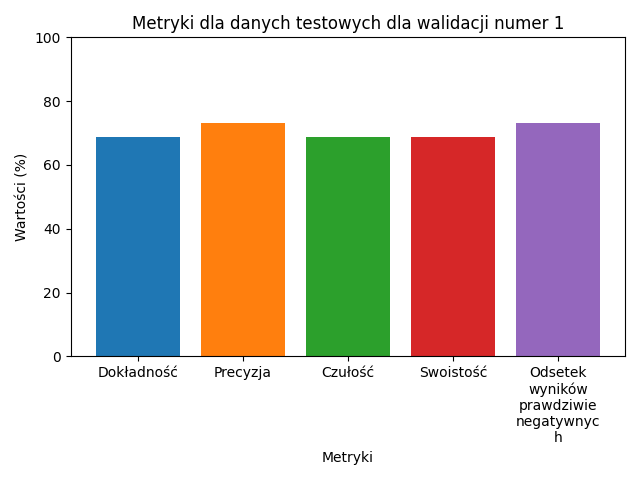 Metryki dla danych testowych dla walidacji numer 1
100
80
60
40
20
0
Wartości (%)
Dokładność Precyzja Czułość Swoistość Odsetek
wyników
prawdziwie
negatywnyc
h
Metryki